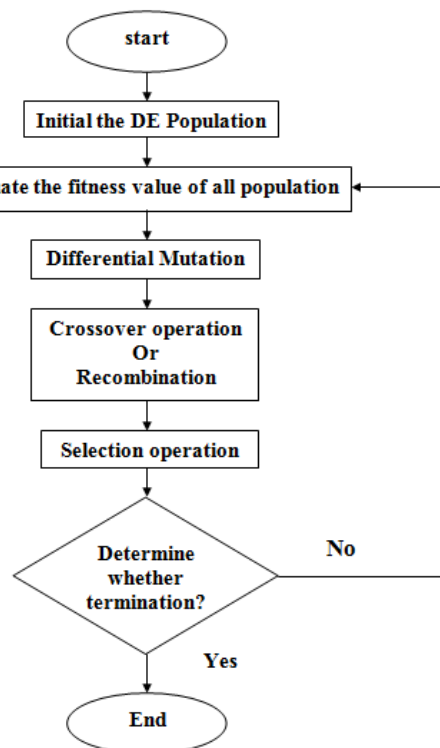 start
Initial the DE Population
the fitness value of all population
Differential Mutation
Crossover operation
Or
Recombination
Selection operation
Determine
whether
termination?
No
Yes
End